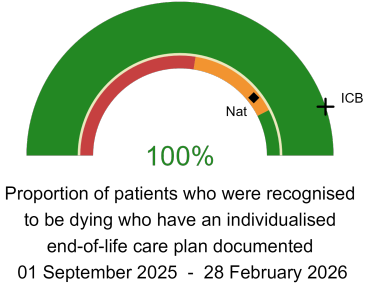 ICB
Nat
100%
Proportion of patients who were recognised
to be dying who have an individualised
end-of-life care plan documented
01 September 2025 - 28 February 2026